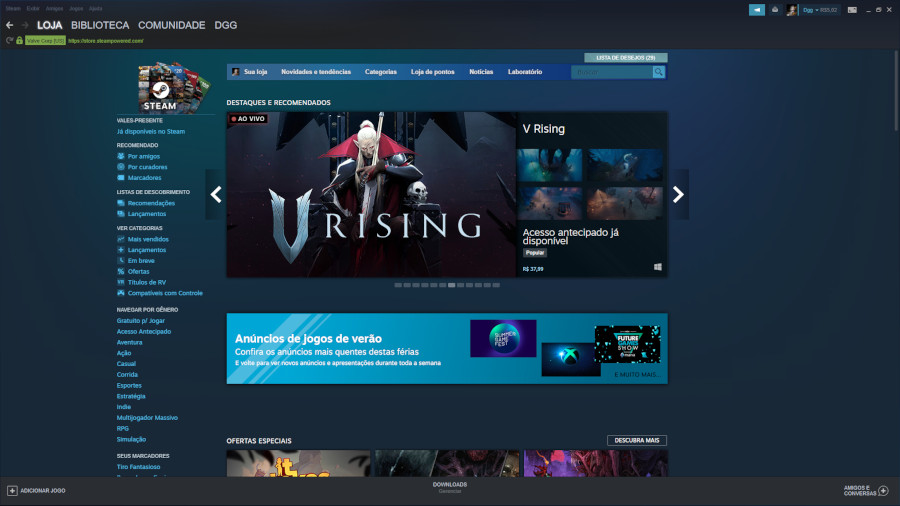 Steam Exibir Amigos Jogos Ajuda
Dgg
LOJA BIBLIOTECA COMUNIDADE DGG
Valve Corp [US] https://store.steampowered.com/
LISTA DE DESEJOS (29)
Sua loja Novidades e tendências Categorias Loja de pontos Notícias Laboratório
STEAM
VALES-PRESENTE
Já disponíveis no Steam
RECOMENDADO
Por amigos
Por curadores
Marcadores
LISTAS DE DESCOBRIMENTO
Recomendações
Lançamentos
VER CATEGORIAS
Mais vendidos
Lançamentos
Em breve
Ofertas
VR Títulos de RV
Compatíveis com Controle
NAVEGAR POR GÊNERO
Gratuito p/ Jogar
Acesso Antecipado
Aventura
Ação
Casual
Corrida
Esportes
Estratégia
Indie
Multijogador Massivo
RPG
Simulação
SEUS MARCADORES
Tiro Fantasioso
DESTAQUES E RECOMENDADOS
AO VIVO
V RISING
V Rising
Acesso antecipado já
disponível
Popular
R$ 37,99
Anúncios de jogos de verão
Confira os anúncios mais quentes destas férias
E volte para ver novos anúncios e apresentações durante toda a semana
SUMMER
GAME
FEST
FUTURE
GAMES
SHOW
E MUITO MAIS...
OFERTAS ESPECIAIS
DESCUBRA MAIS
ADICIONAR JOGO
DOWNLOADS
Gerenciar
AMIGOS E
CONVERSAS